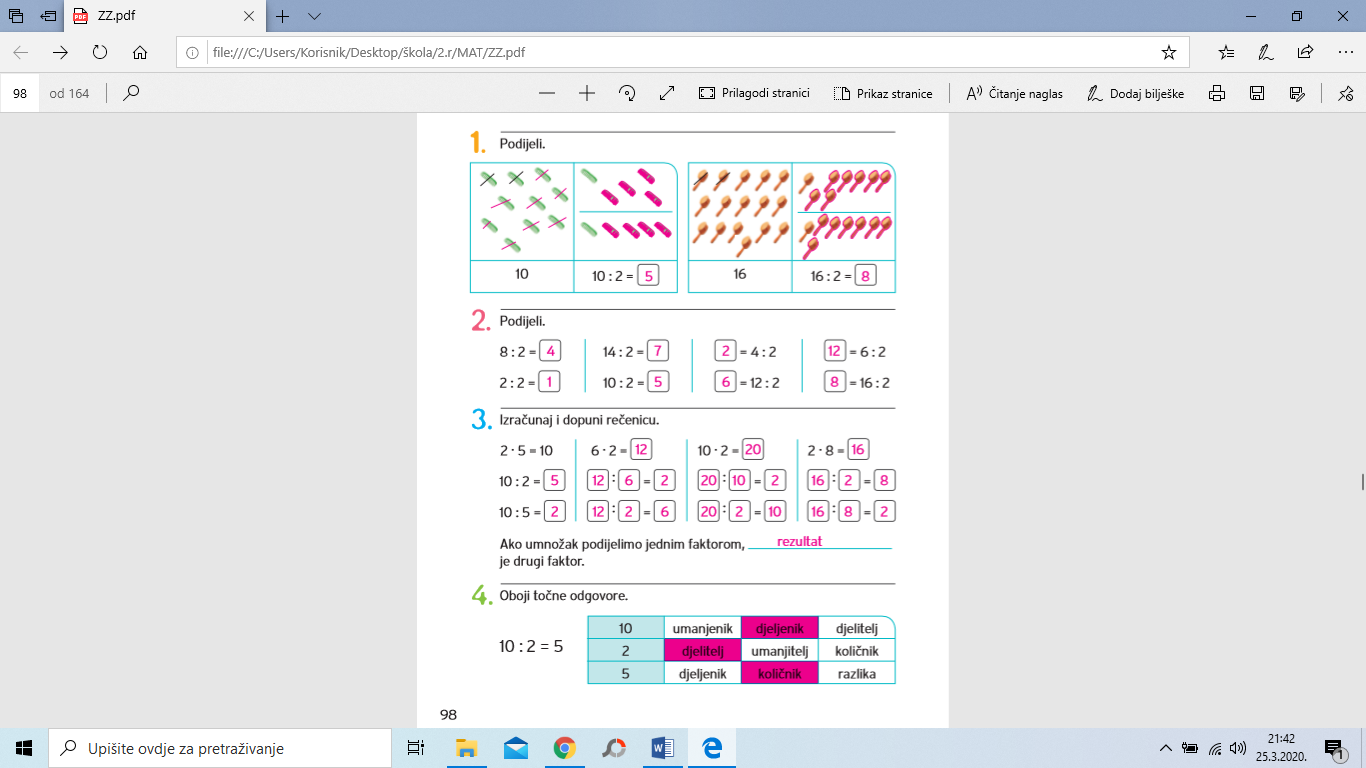 ZZ.pdf
file:///C:/Users/Korisnik/Desktop/škola/2.r/MAT/ZZ.pdf
98 od 164 Prilagodi stranici Prikaz stranice Čitanje naglas Dodaj bilješke
1. Podijeli.
10 10 : 2 = 5 16 16 : 2 = 8
2. Podijeli.
8 : 2 = 4 14 : 2 = 7 2 = 4 : 2 12 = 6 : 2
2 : 2 = 1 10 : 2 = 5 6 = 12 : 2 8 = 16 : 2
3. Izračunaj i dopuni rečenicu.
2 · 5 = 10 6 · 2 = 12 10 · 2 = 20 2 · 8 = 16
10 : 2 = 5 12 : 6 = 2 20 : 10 = 2 16 : 2 = 8
10 : 5 = 2 12 : 2 = 6 20 : 2 = 10 16 : 8 = 2
Ako umnožak podijelimo jednim faktorom, rezultat
je drugi faktor.
4. Oboji točne odgovore.
10 umanjenik djeljenik djelitelj
10 : 2 = 5
2 djelitelj umanjitelj količnik
5 djeljenik količnik razlika
98
Upišite ovdje za pretraživanje
21:42
25.3.2020.
1